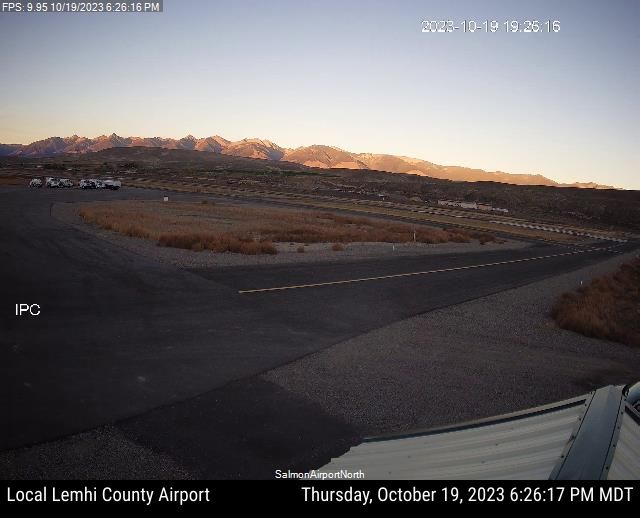 FPS: 9.95 10/19/2023 6:26:16 PM
2023-10-19 19:25:16
IPC
SalmonAirportNorth
Local Lemhi County Airport Thursday, October 19, 2023 6:26:17 PM MDT